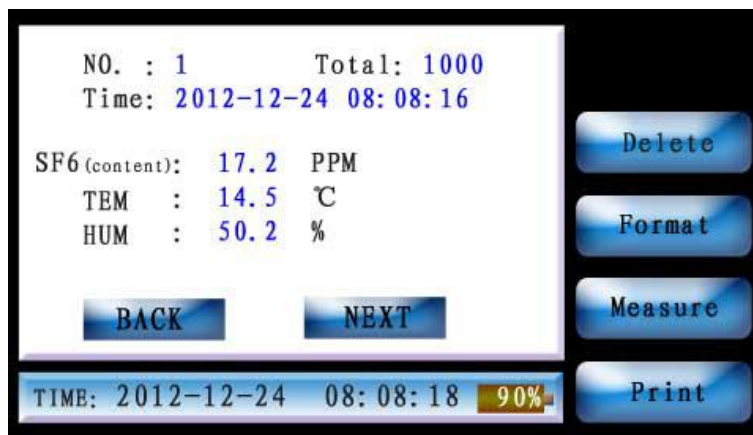 NO. : 1 Total: 1000
Time: 2012-12-24 08:08:16
SF6(content): 17.2 PPM
TEM : 14.5 ℃
HUM : 50.2 %
BACK NEXT
TIME: 2012-12-24 08:08:18 90%
Delete
Format
Measure
Print